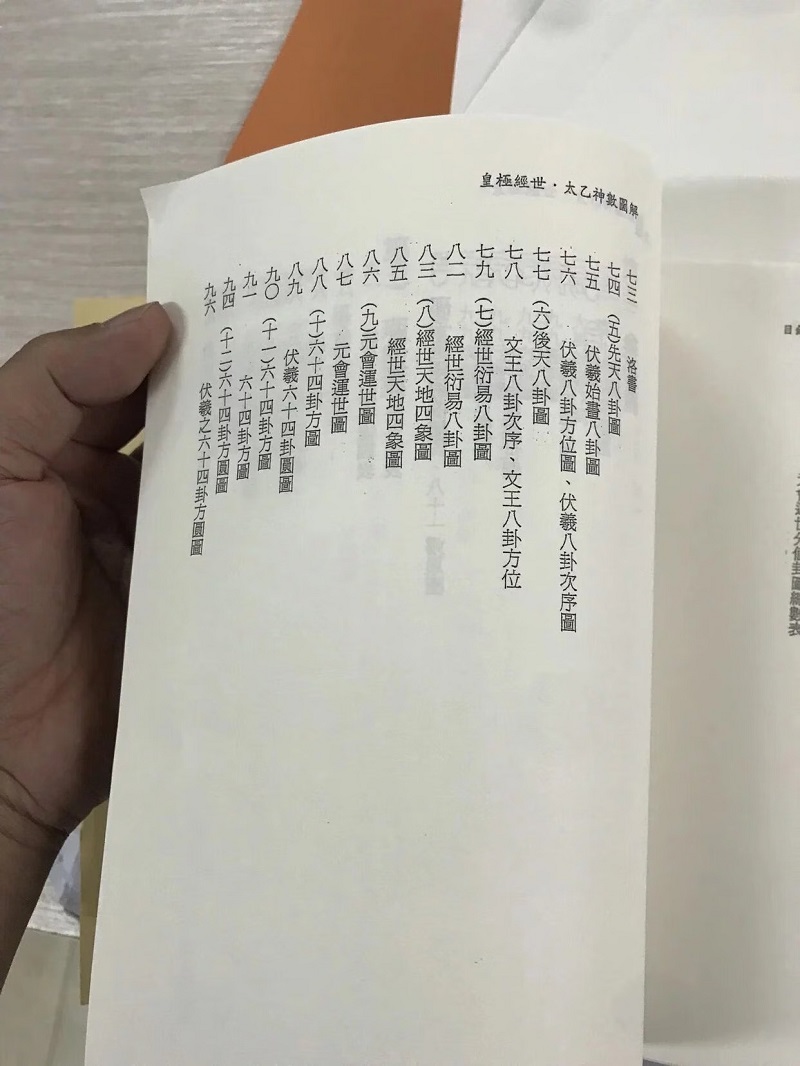 皇極經世·太乙神數圖解
七三 洛書
七四 (五)先天八卦圖
七五 伏羲始畫八卦圖
七六 伏羲八卦方位圖、伏羲八卦次序圖
七七 (六)後天八卦圖
七八 文王八卦次序、文王八卦方位
七九 (七)經世衍易八卦圖
八二 經世衍易八卦圖
八三 (八)經世天地四象圖
八五 經世天地四象圖
八六 (九)元會運世圖
八七 元會運世圖
八八 (十)六十四卦方圖
八九 伏羲六十四卦圓圖
九〇 (十一)六十四卦方圖
九一 六十四卦方圖
九四 (十二)六十四卦方圓圖
九六 伏羲之六十四卦方圓圖